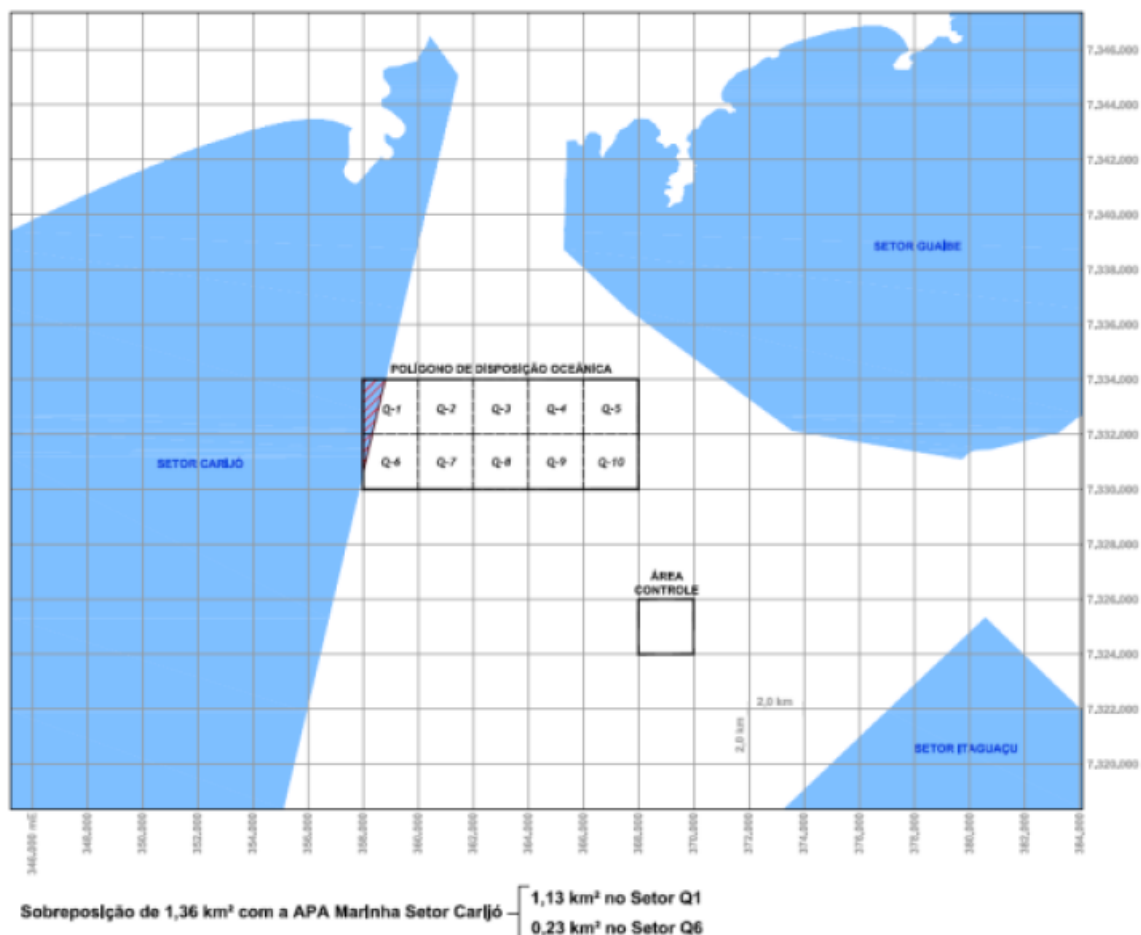 7,346,000
7,344,000
7,342,000
7,340,000
SETOR GUAÍBE
7,338,000
7,336,000
POLÍGONO DE DISPOSIÇÃO OCEÂNICA
7,334,000
Q-1 Q-2 Q-3 Q-4 Q-5
7,332,000
SETOR CARIJÓ
Q-6 Q-7 Q-8 Q-9 Q-10
7,330,000
7,328,000
ÁREA
CONTROLE
7,326,000
7,324,000
2,0 km
2,0 km
7,322,000
SETOR ITAGUAÇU
7,320,000
346,000 mE 348,000 350,000 352,000 354,000 356,000 358,000 360,000 362,000 364,000 366,000 368,000 370,000 372,000 374,000 376,000 378,000 380,000 382,000 384,000
Sobreposição de 1,36 km² com a APA Marinha Setor Carijó
1,13 km² no Setor Q1
0,23 km² no Setor Q6